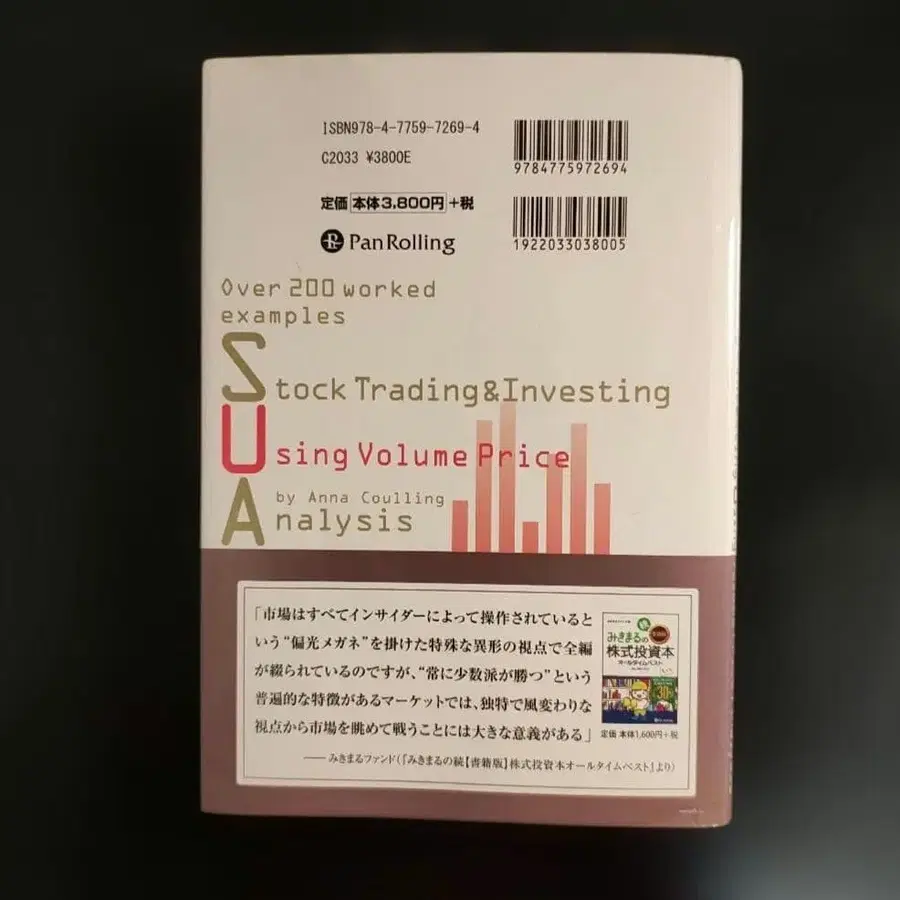 ISBN978-4-7759-7269-4
C2033 ¥3800E
9784775972694
定価 本体3,800円 +税
1922033038005
PanRolling
Over 200 worked
examples
Stock Trading&Investing
Using Volume Price
by Anna Coulling
Analysis
「市場はすべてインサイダーによって操作されていると
いう“偏光メガネ”を掛けた特殊な異形の視点で全編
が綴られているのですが、“常に少数派が勝つ”という
普遍的な特徴があるマーケットでは、独特で風変わりな
視点から市場を眺めて戦うことには大きな意義がある」
── みきまるファンド(『みきまるの続【書籍版】株式投資本オールタイムベスト』より)
続
みきまるの
株式投資本
オールタイムベスト
定価 本体1,600円+税